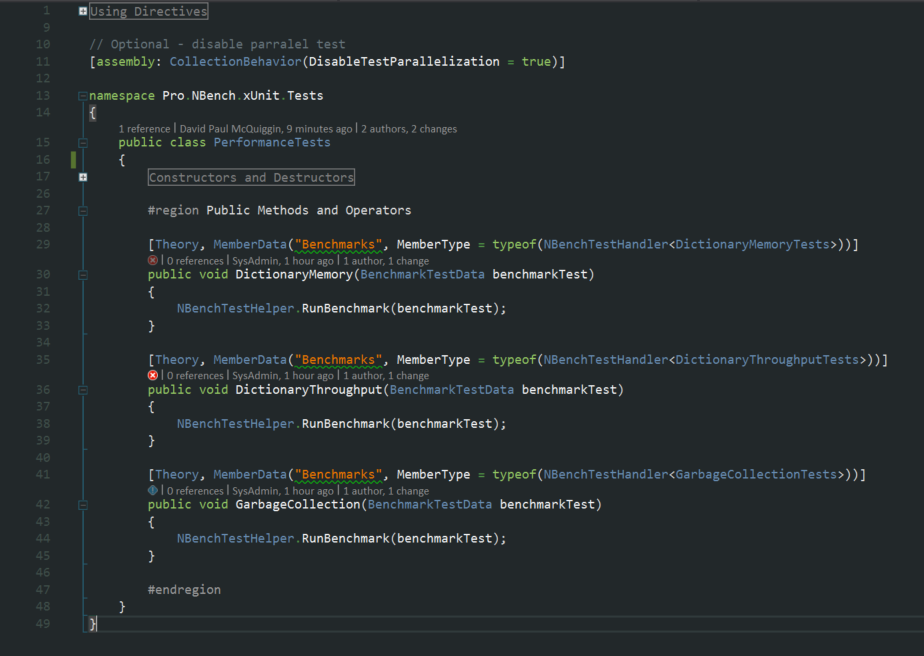 1 Using Directives
9
10 // Optional - disable parralel test
11 [assembly: CollectionBehavior(DisableTestParallelization = true)]
12
13 namespace Pro.NBench.xUnit.Tests
14 {
1 reference | David Paul McQuiggin, 9 minutes ago | 2 authors, 2 changes
15 public class PerformanceTests
16 {
17 Constructors and Destructors
26
27 #region Public Methods and Operators
28
29 [Theory, MemberData("Benchmarks", MemberType = typeof(NBenchTestHandler<DictionaryMemoryTests>))]
| 0 references | SysAdmin, 1 hour ago | 1 author, 1 change
30 public void DictionaryMemory(BenchmarkTestData benchmarkTest)
31 {
32 NBenchTestHelper.RunBenchmark(benchmarkTest);
33 }
34
35 [Theory, MemberData("Benchmarks", MemberType = typeof(NBenchTestHandler<DictionaryThroughputTests>))]
| 0 references | SysAdmin, 1 hour ago | 1 author, 1 change
36 public void DictionaryThroughput(BenchmarkTestData benchmarkTest)
37 {
38 NBenchTestHelper.RunBenchmark(benchmarkTest);
39 }
40
41 [Theory, MemberData("Benchmarks", MemberType = typeof(NBenchTestHandler<GarbageCollectionTests>))]
| 0 references | SysAdmin, 1 hour ago | 1 author, 1 change
42 public void GarbageCollection(BenchmarkTestData benchmarkTest)
43 {
44 NBenchTestHelper.RunBenchmark(benchmarkTest);
45 }
46
47 #endregion
48 }
49 }